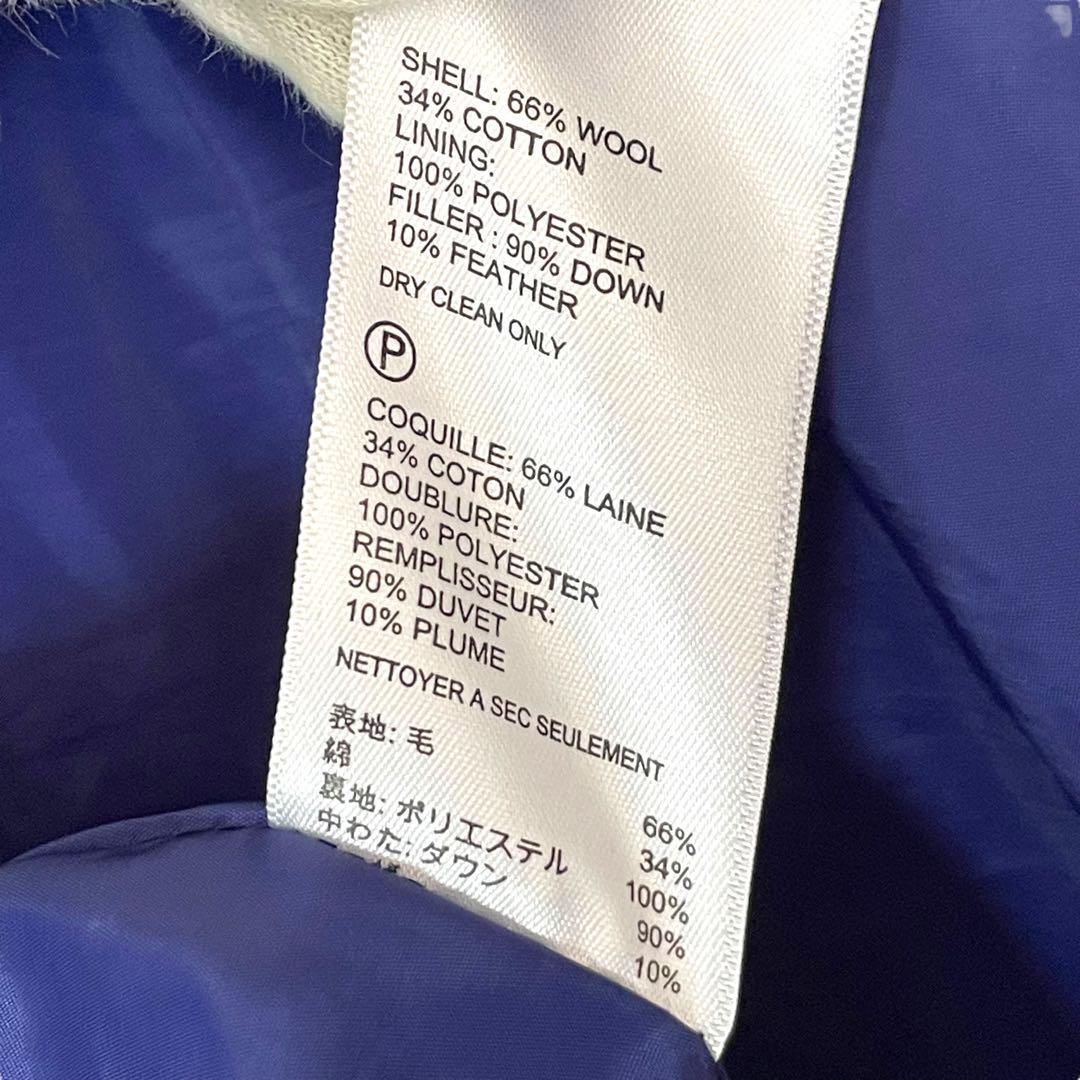 SHELL: 66% WOOL
34% COTTON
LINING:
100% POLYESTER
FILLER : 90% DOWN
10% FEATHER
DRY CLEAN ONLY
P
COQUILLE: 66% LAINE
34% COTON
DOUBLURE:
100% POLYESTER
REMPLISSEUR:
90% DUVET
10% PLUME
NETTOYER A SEC SEULEMENT
表地: 毛 66%
綿 34%
裏地: ポリエステル 100%
中わた: ダウン 90%
10%